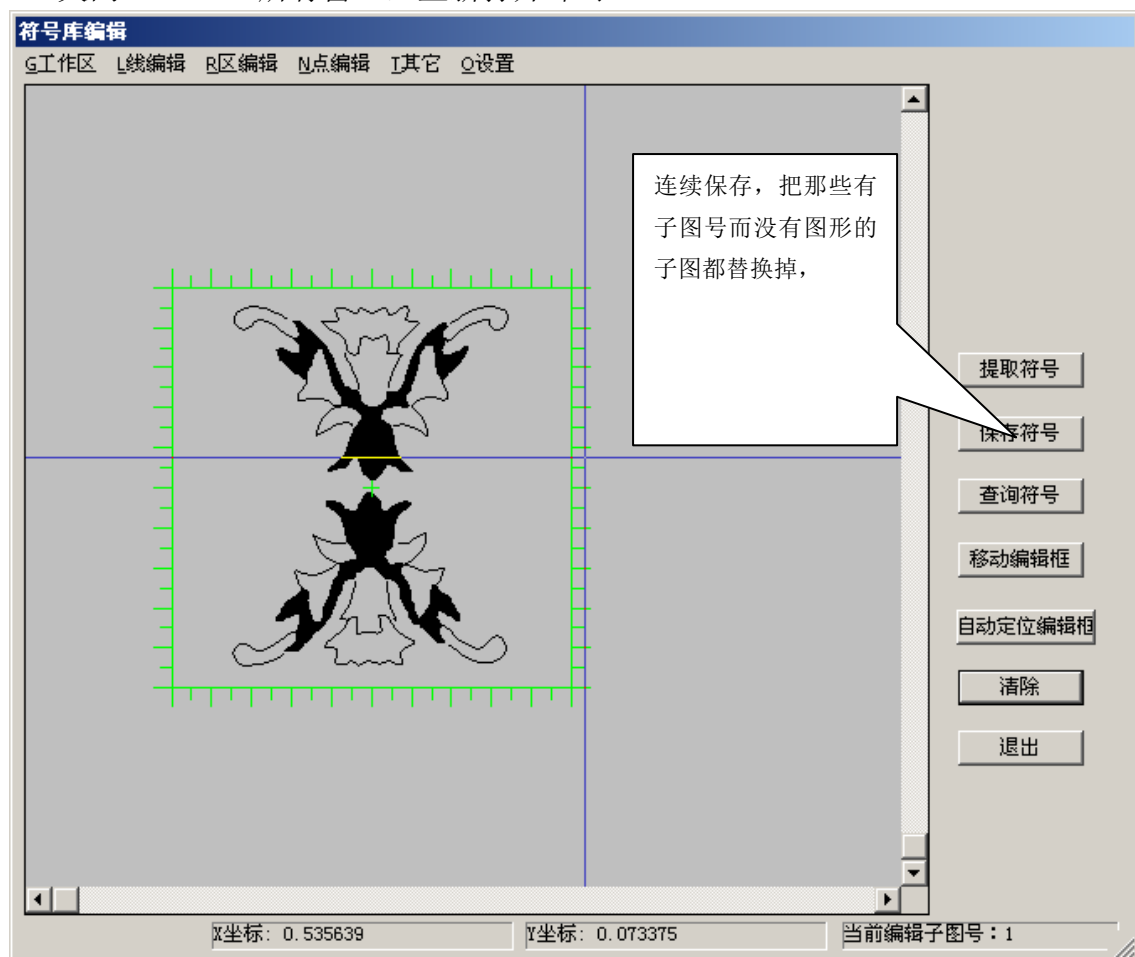 符号库编辑
G工作区 L线编辑 R区编辑 N点编辑 I其它 O设置
连续保存，把那些有
子图号而没有图形的
子图都替换掉，
提取符号
保存符号
查询符号
移动编辑框
自动定位编辑框
清除
退出
X坐标: 0.535639 Y坐标: 0.073375 当前编辑子图号：1